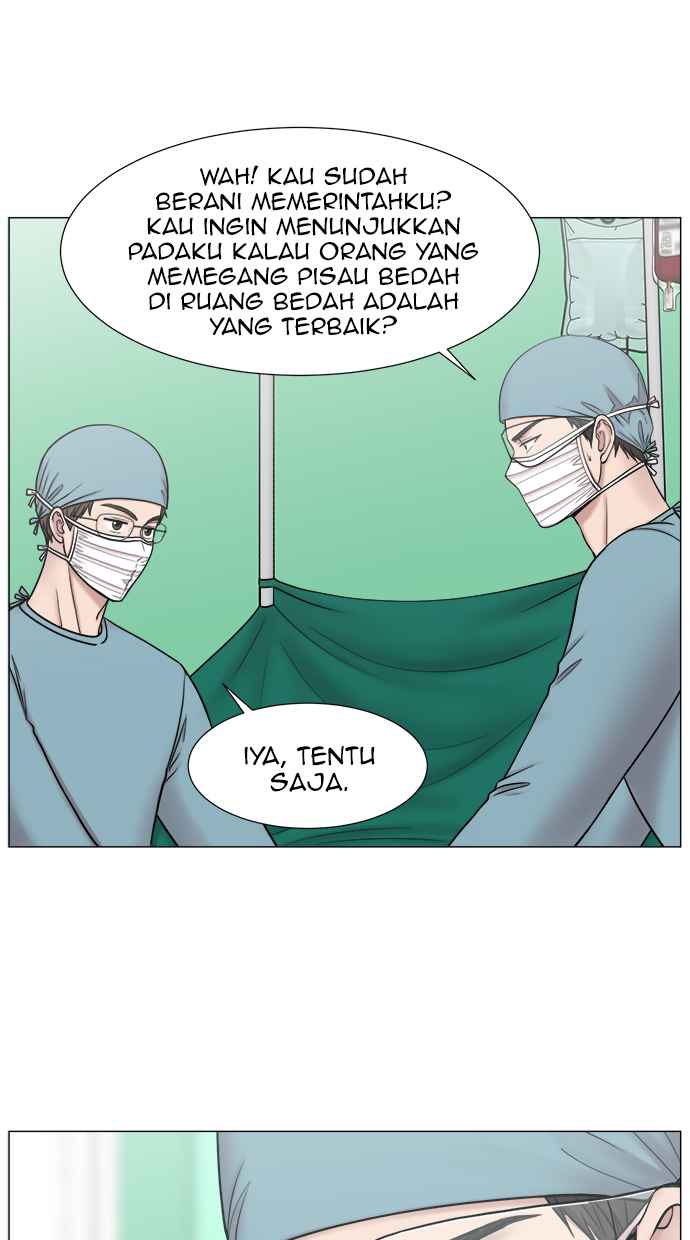 WAH! KAU SUDAH
BERANI MEMERINTAHKU?
KAU INGIN MENUNJUKKAN
PADAKU KALAU ORANG YANG
MEMEGANG PISAU BEDAH
DI RUANG BEDAH ADALAH
YANG TERBAIK?
IYA, TENTU
SAJA.